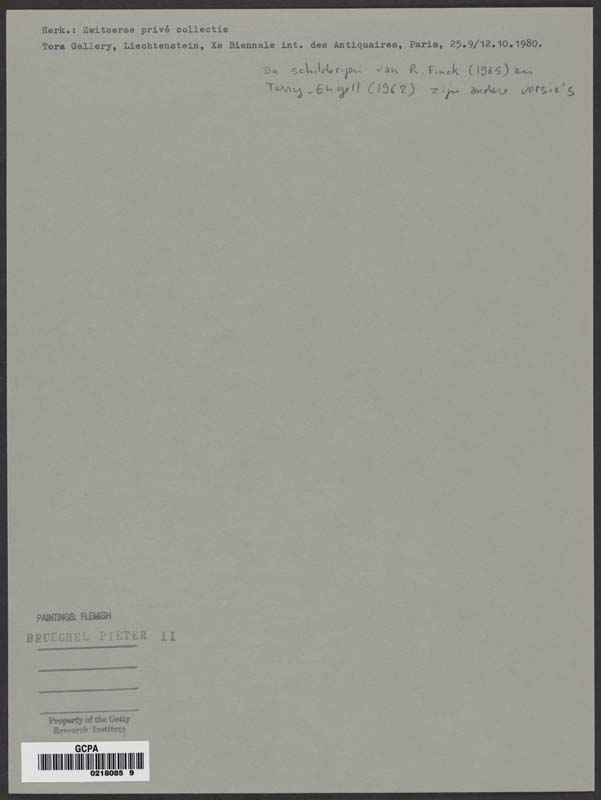 Herk.: Zwitserse privé collectie
Tora Gallery, Liechtenstein, Xe Biennale int. des Antiquaires, Paris, 25.9/12.10.1980.
De schilderijen van R. Finck (1965) en
Terry-Engell (1962) zijn andere versie's
PAINTINGS: FLEMISH
BRUEGHEL PIETER II
Property of the Getty
Research Institute
GCPA
0218085 9